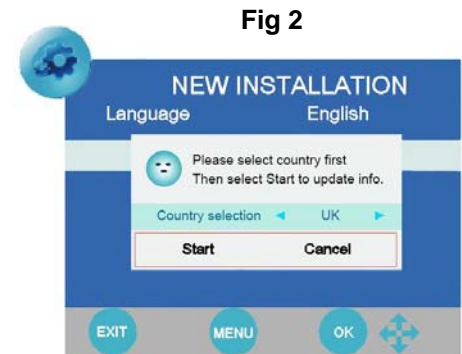 Fig 2
NEW INSTALLATION
Language English
Please select country first
Then select Start to update info.
Country selection UK
Start Cancel
EXIT MENU OK